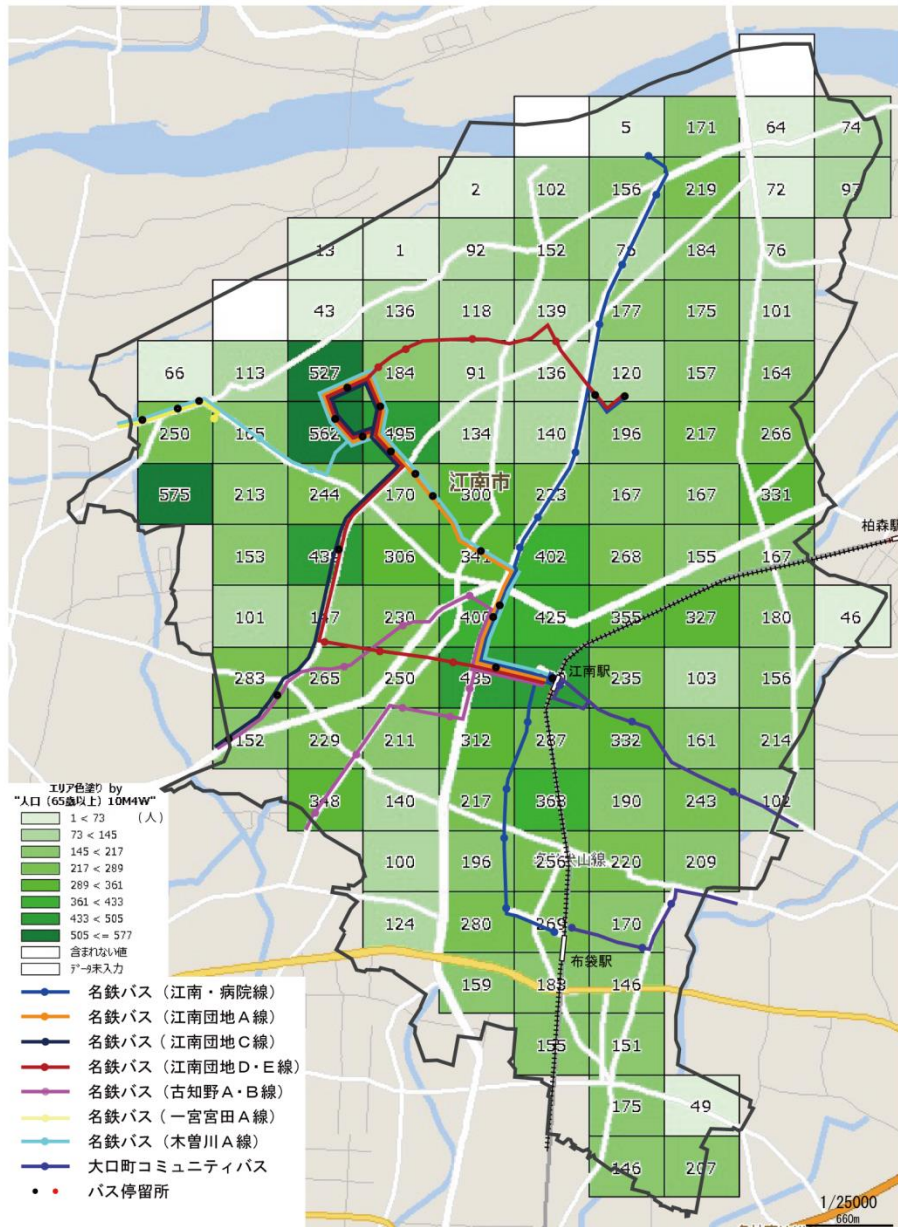 5 171 64 74
2 102 156 219 72 97
13 1 92 152 76 184 76
43 136 118 139 177 175 101
66 113 527 184 91 136 120 157 164
250 165 562 495 134 140 196 217 266
江南市
575 213 244 170 300 223 167 167 331
柏森駅
153 438 306 341 402 268 155 167
101 147 230 400 425 355 327 180 46
江南駅
283 265 250 435 235 103 156
152 229 211 312 287 332 161 214
348 140 217 368 190 243 102
名鉄犬山線
100 196 256 220 209
124 280 269 170
布袋駅
159 183 146
155 151
175 49
146 207
エリア色塗り by
"人口(65歳以上) 10M4W"
1 < 73 (人)
73 < 145
145 < 217
217 < 289
289 < 361
361 < 433
433 < 505
505 <= 577
含まれない値
データ未入力
名鉄バス(江南・病院線)
名鉄バス(江南団地A線)
名鉄バス(江南団地C線)
名鉄バス(江南団地D・E線)
名鉄バス(古知野A・B線)
名鉄バス(一宮宮田A線)
名鉄バス(木曽川A線)
大口町コミュニティバス
バス停留所
1/25000
660m